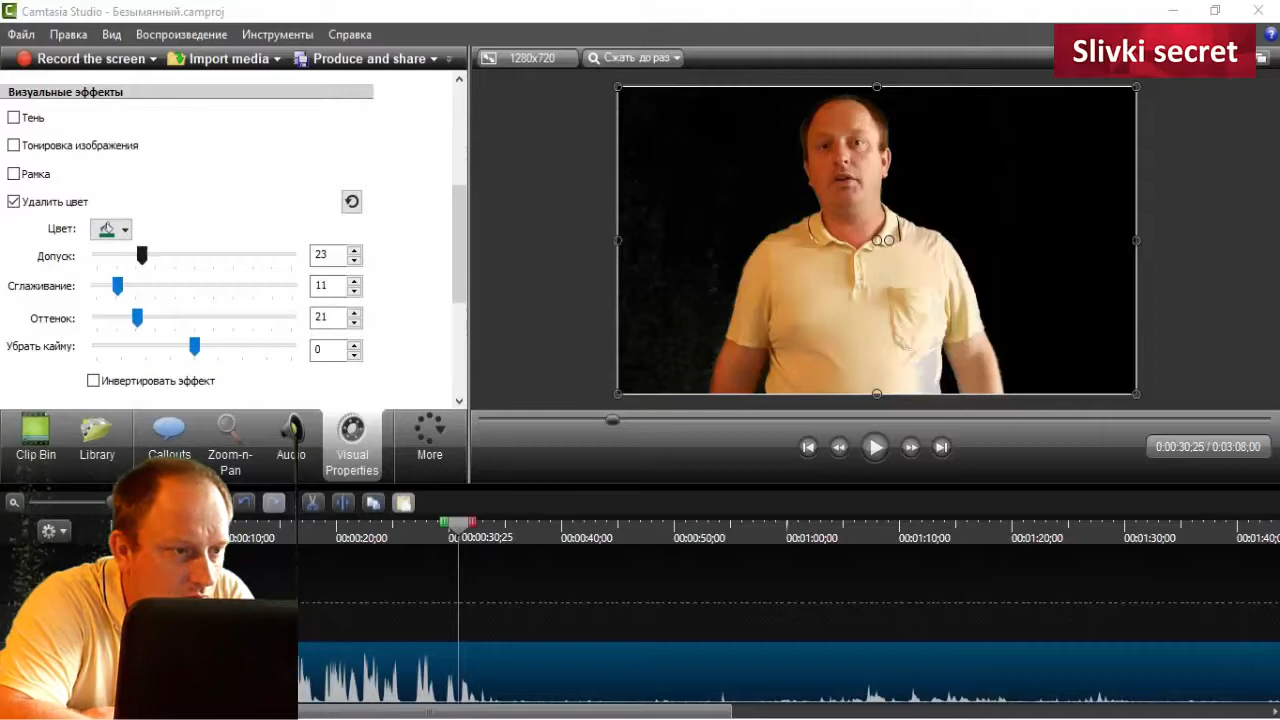 Camtasia Studio - Безымянный.camproj
Файл Правка Вид Воспроизведение Инструменты Справка
Slivki secret
Record the screen Import media Produce and share
1280x720 Сжать до раз
Визуальные эффекты
Тень
Тонировка изображения
Рамка
Удалить цвет
Цвет:
Допуск: 23
Сглаживание: 11
Оттенок: 21
Убрать кайму: 0
Инвертировать эффект
Clip Bin Library Callouts Zoom-n-Pan Audio Visual Properties More
0:00:30;25 / 0:03:08;00
00:00:20;00 00:00:30;25 00:00:40;00 00:00:50;00 00:01:00;00 00:01:10;00 00:01:20;00 00:01:30;00